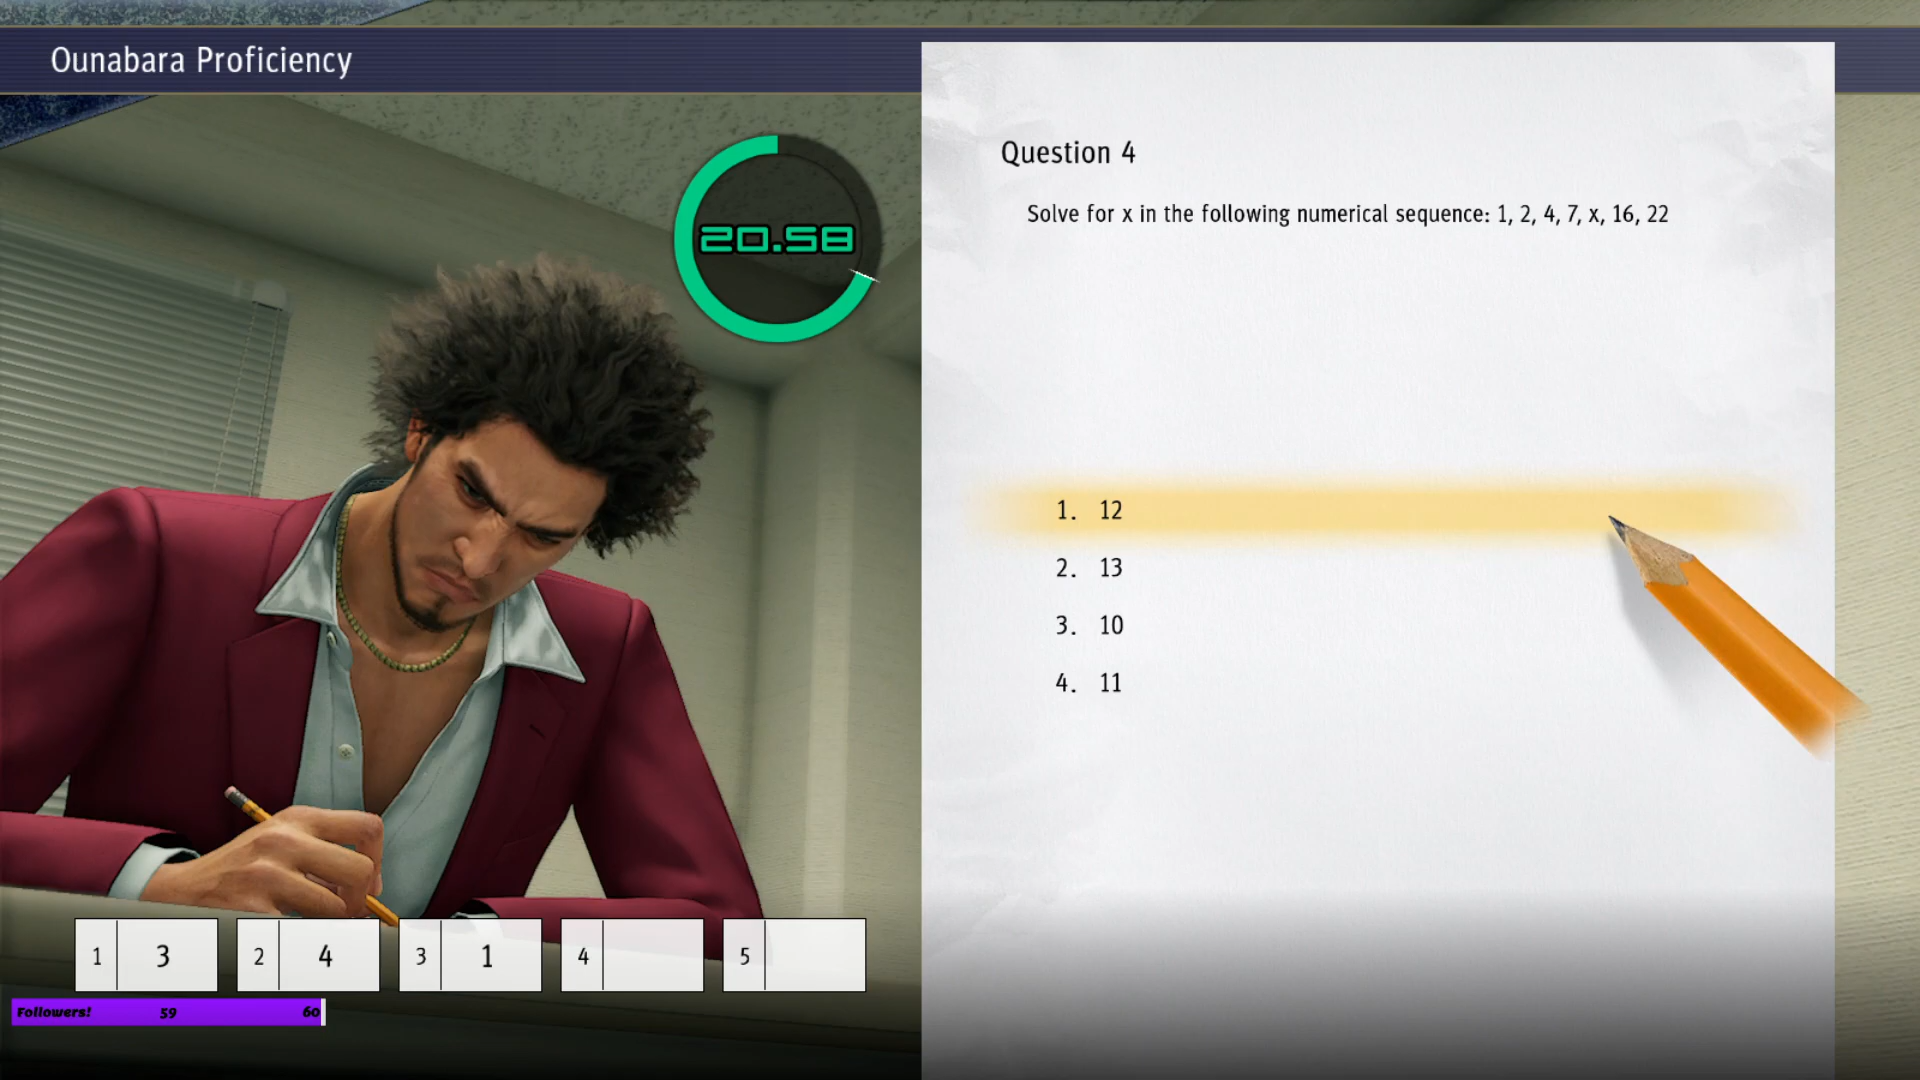 Ounabara Proficiency
20.58
Question 4
Solve for x in the following numerical sequence: 1, 2, 4, 7, x, 16, 22
1. 12
2. 13
3. 10
4. 11
1 3 2 4 3 1 4 5
Followers! 59 60